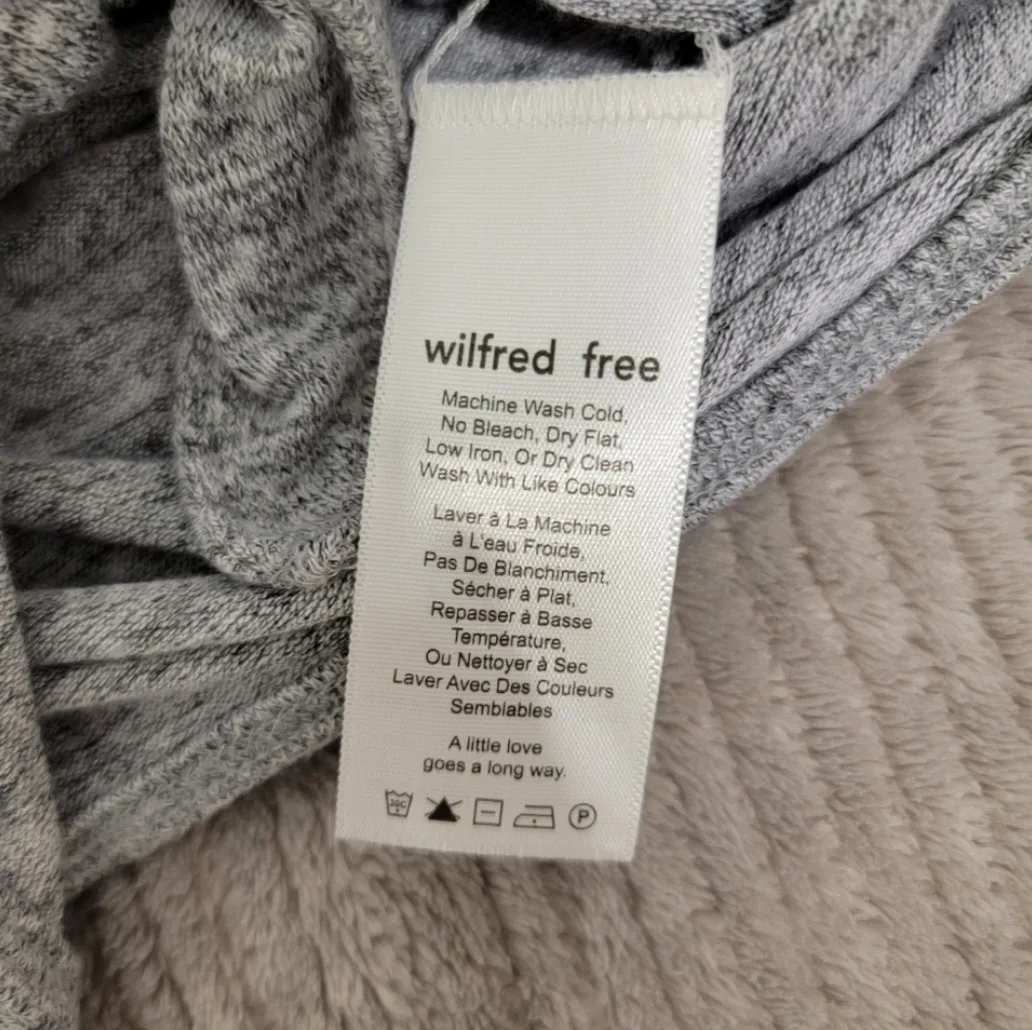 wilfred free
Machine Wash Cold,
No Bleach, Dry Flat,
Low Iron, Or Dry Clean
Wash With Like Colours
Laver à La Machine
à L'eau Froide,
Pas De Blanchiment,
Sécher à Plat,
Repasser à Basse
Température,
Ou Nettoyer à Sec
Laver Avec Des Couleurs
Semblables
A little love
goes a long way.
30C P